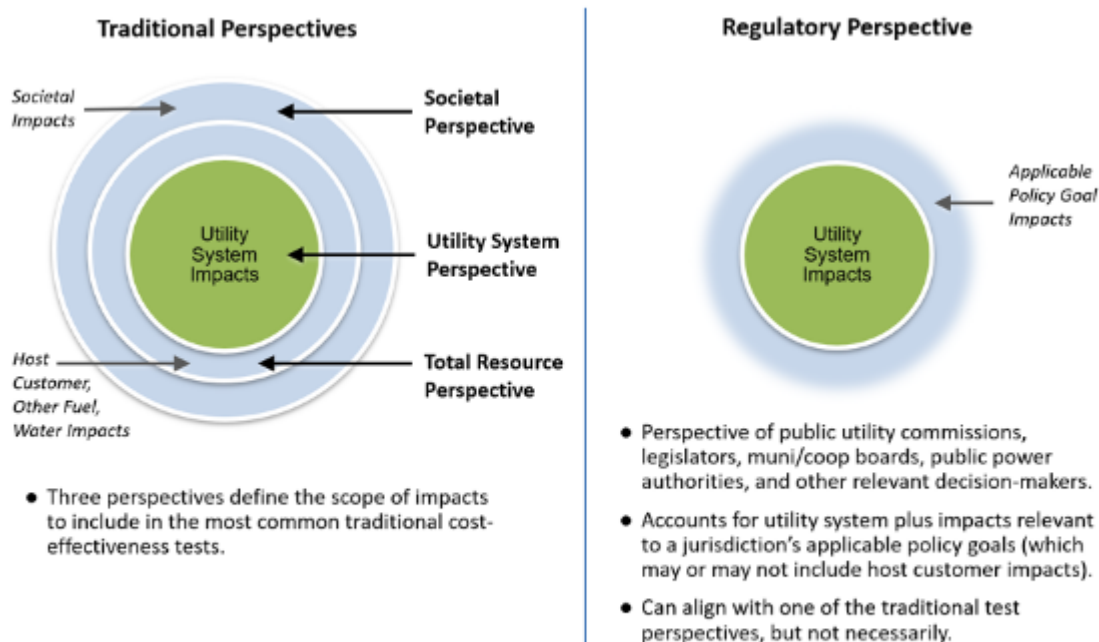 Traditional Perspectives
Societal
Impacts
Societal
Perspective
Utility
System
Impacts
Utility System
Perspective
Host
Customer,
Other Fuel,
Water Impacts
Total Resource
Perspective
● Three perspectives define the scope of impacts
to include in the most common traditional cost-
effectiveness tests.
Regulatory Perspective
Applicable
Policy Goal
Impacts
Utility
System
Impacts
● Perspective of public utility commissions,
legislators, muni/coop boards, public power
authorities, and other relevant decision-makers.
● Accounts for utility system plus impacts relevant
to a jurisdiction's applicable policy goals (which
may or may not include host customer impacts).
● Can align with one of the traditional test
perspectives, but not necessarily.